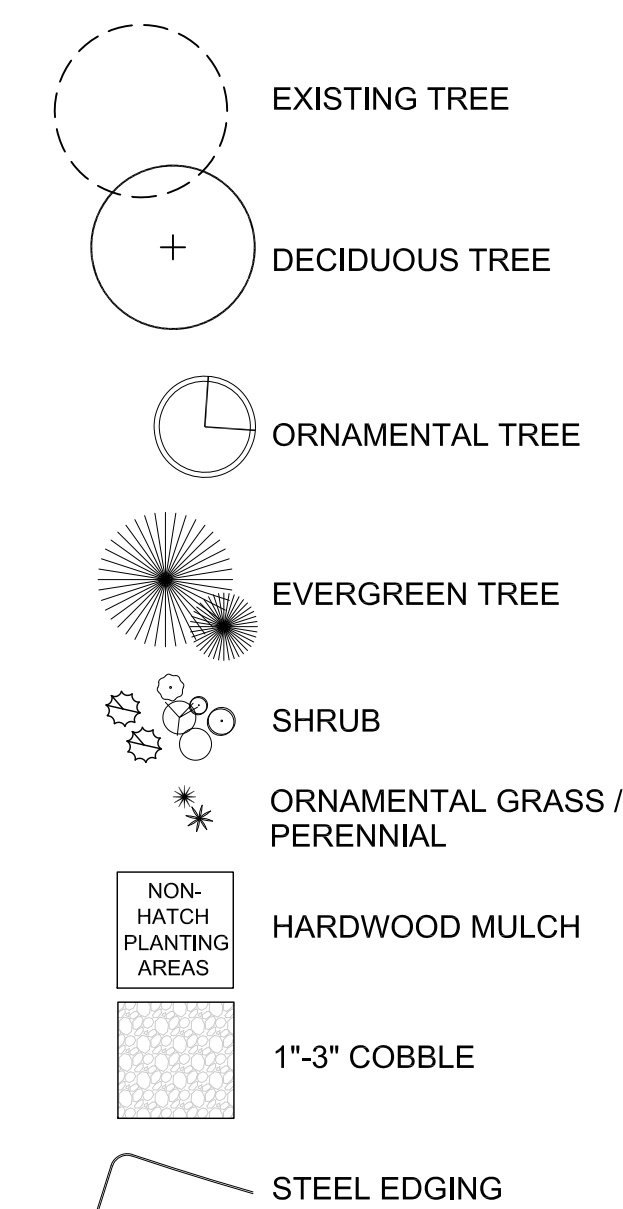 EXISTING TREE
DECIDUOUS TREE
ORNAMENTAL TREE
EVERGREEN TREE
SHRUB
ORNAMENTAL GRASS /
PERENNIAL
NON-
HATCH
PLANTING
AREAS
HARDWOOD MULCH
1"-3" COBBLE
STEEL EDGING